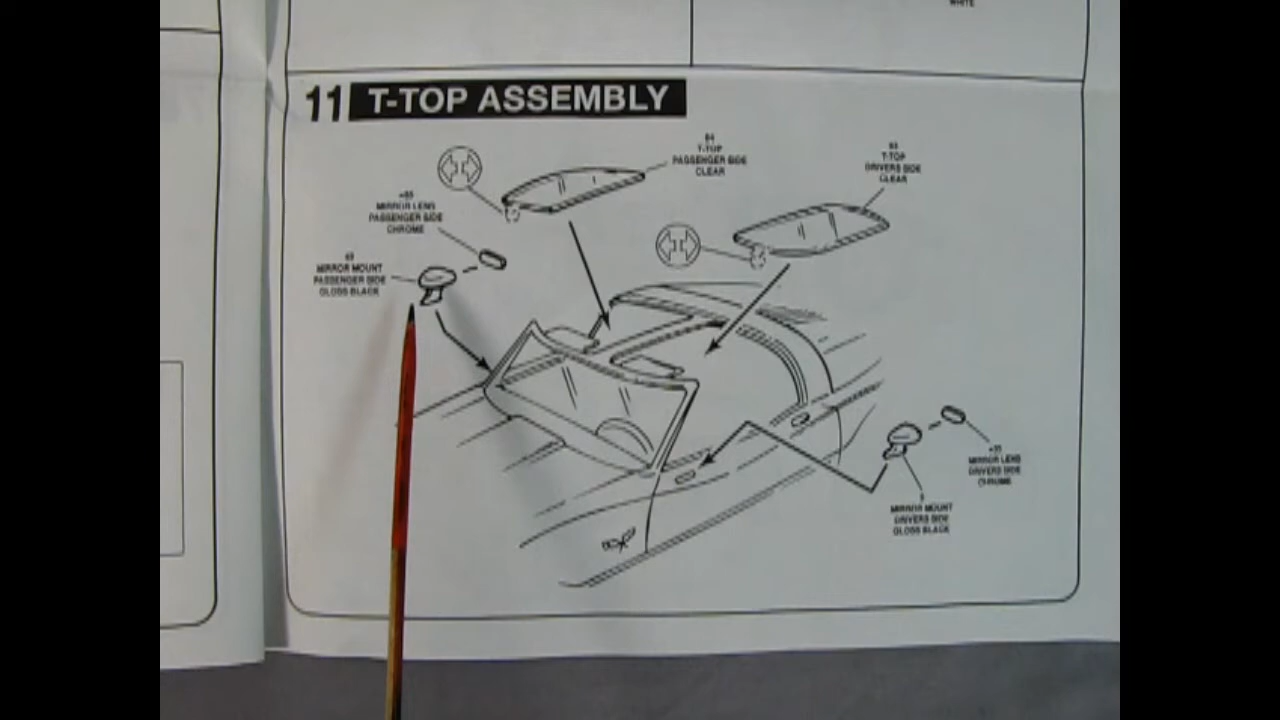 WHITE
11 T-TOP ASSEMBLY
T-TOP
PASSENGER SIDE
CLEAR
T-TOP
DRIVERS SIDE
CLEAR
MIRROR LENS
PASSENGER SIDE
CHROME
MIRROR MOUNT
PASSENGER SIDE
GLOSS BLACK
MIRROR LENS
DRIVERS SIDE
CHROME
MIRROR MOUNT
DRIVERS SIDE
GLOSS BLACK